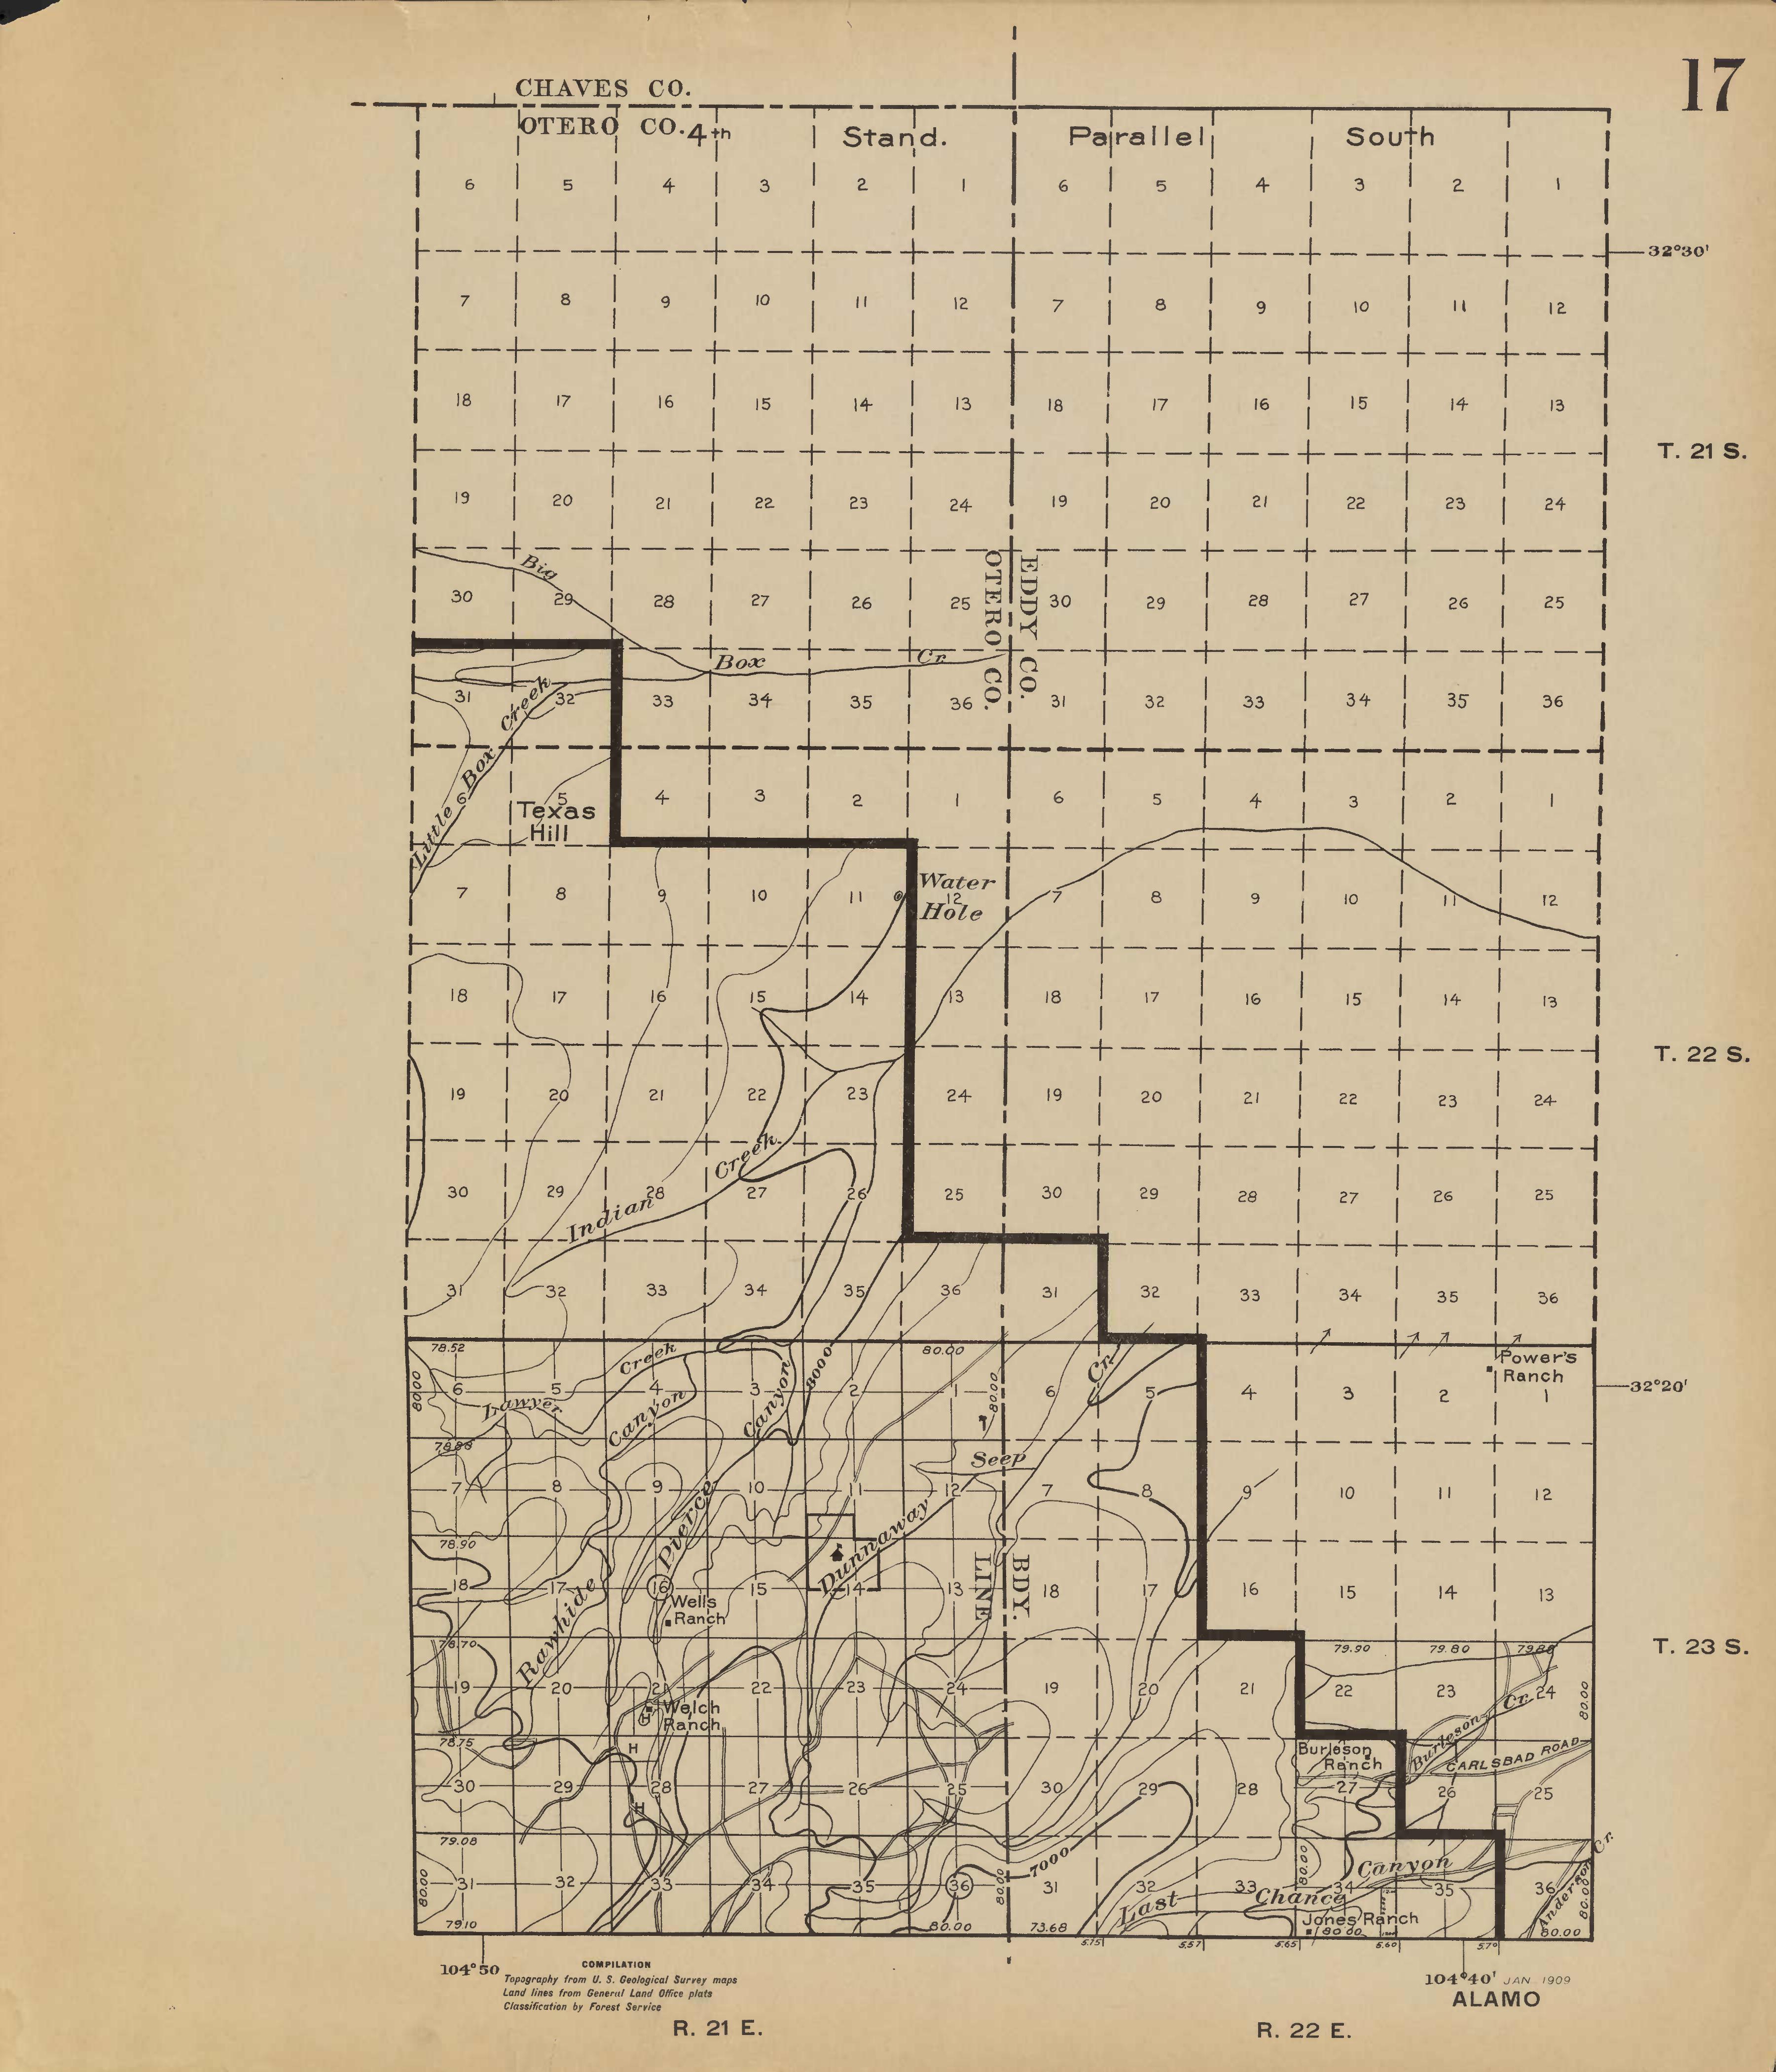 17
CHAVES CO.
OTERO CO. 4th Stand. Parallel South
6 5 4 3 2 1 6 5 4 3 2 1
32°30'
7 8 9 10 11 12 7 8 9 10 11 12
18 17 16 15 14 13 18 17 16 15 14 13
T. 21 S.
19 20 21 22 23 24 19 20 21 22 23 24
Big
OTERO CO.
EDDY CO.
30 29 28 27 26 25 30 29 28 27 26 25
Box Cr.
31 32 33 34 35 36 31 32 33 34 35 36
Little Box Creek
6 5 4 3 2 1 6 5 4 3 2 1
Texas
Hill
Water
Hole
7 8 9 10 11 12 7 8 9 10 11 12
18 17 16 15 14 13 18 17 16 15 14 13
T. 22 S.
19 20 21 22 23 24 19 20 21 22 23 24
Indian Creek
30 29 28 27 26 25 30 29 28 27 26 25
31 32 33 34 35 36 31 32 33 34 35 36
78.52 80.00
Power's
Ranch
32°20'
80.00
Lawyer Creek
Canyon
Canyon
8000
80.00
Cr.
6 5 4 3 2 1 6 5 4 3 2 1
Seep
7 8 9 10 11 12 7 8 9 10 11 12
Pierce
Dunnaway
78.90
LINE
BDY.
18 17 16 15 14 13 18 17 16 15 14 13
Wells
Ranch
Rawhide
78.70
79.90 79.80
T. 23 S.
19 20 21 22 23 24 19 20 21 22 23 24
80.00
H
Welch
Ranch
78.75
H
Burleson Cr.
Burleson
Ranch
CARLSBAD ROAD
30 29 28 27 26 25 30 29 28 27 26 25
H
79.08
7000
Canyon
31 32 33 34 35 36 31 32 33 34 35 36
80.00
80.00
80.00
80.00
Last Chance
Anderson Cr.
Jones Ranch
79.10 80.00 73.68 80.00 80.00
5.15 5.57 5.65 5.60 5.70
104°50'
104°40' JAN. 1909
ALAMO
COMPILATION
Topography from U. S. Geological Survey maps
Land lines from General Land Office plats
Classification by Forest Service
R. 21 E. R. 22 E.